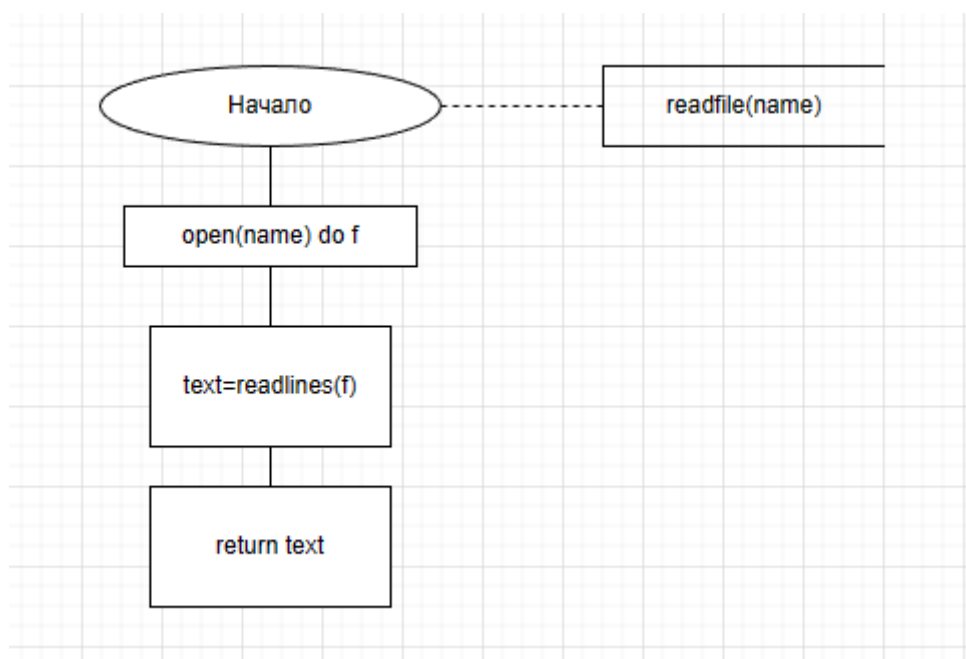 Начало
readfile(name)
open(name) do f
text=readlines(f)
return text